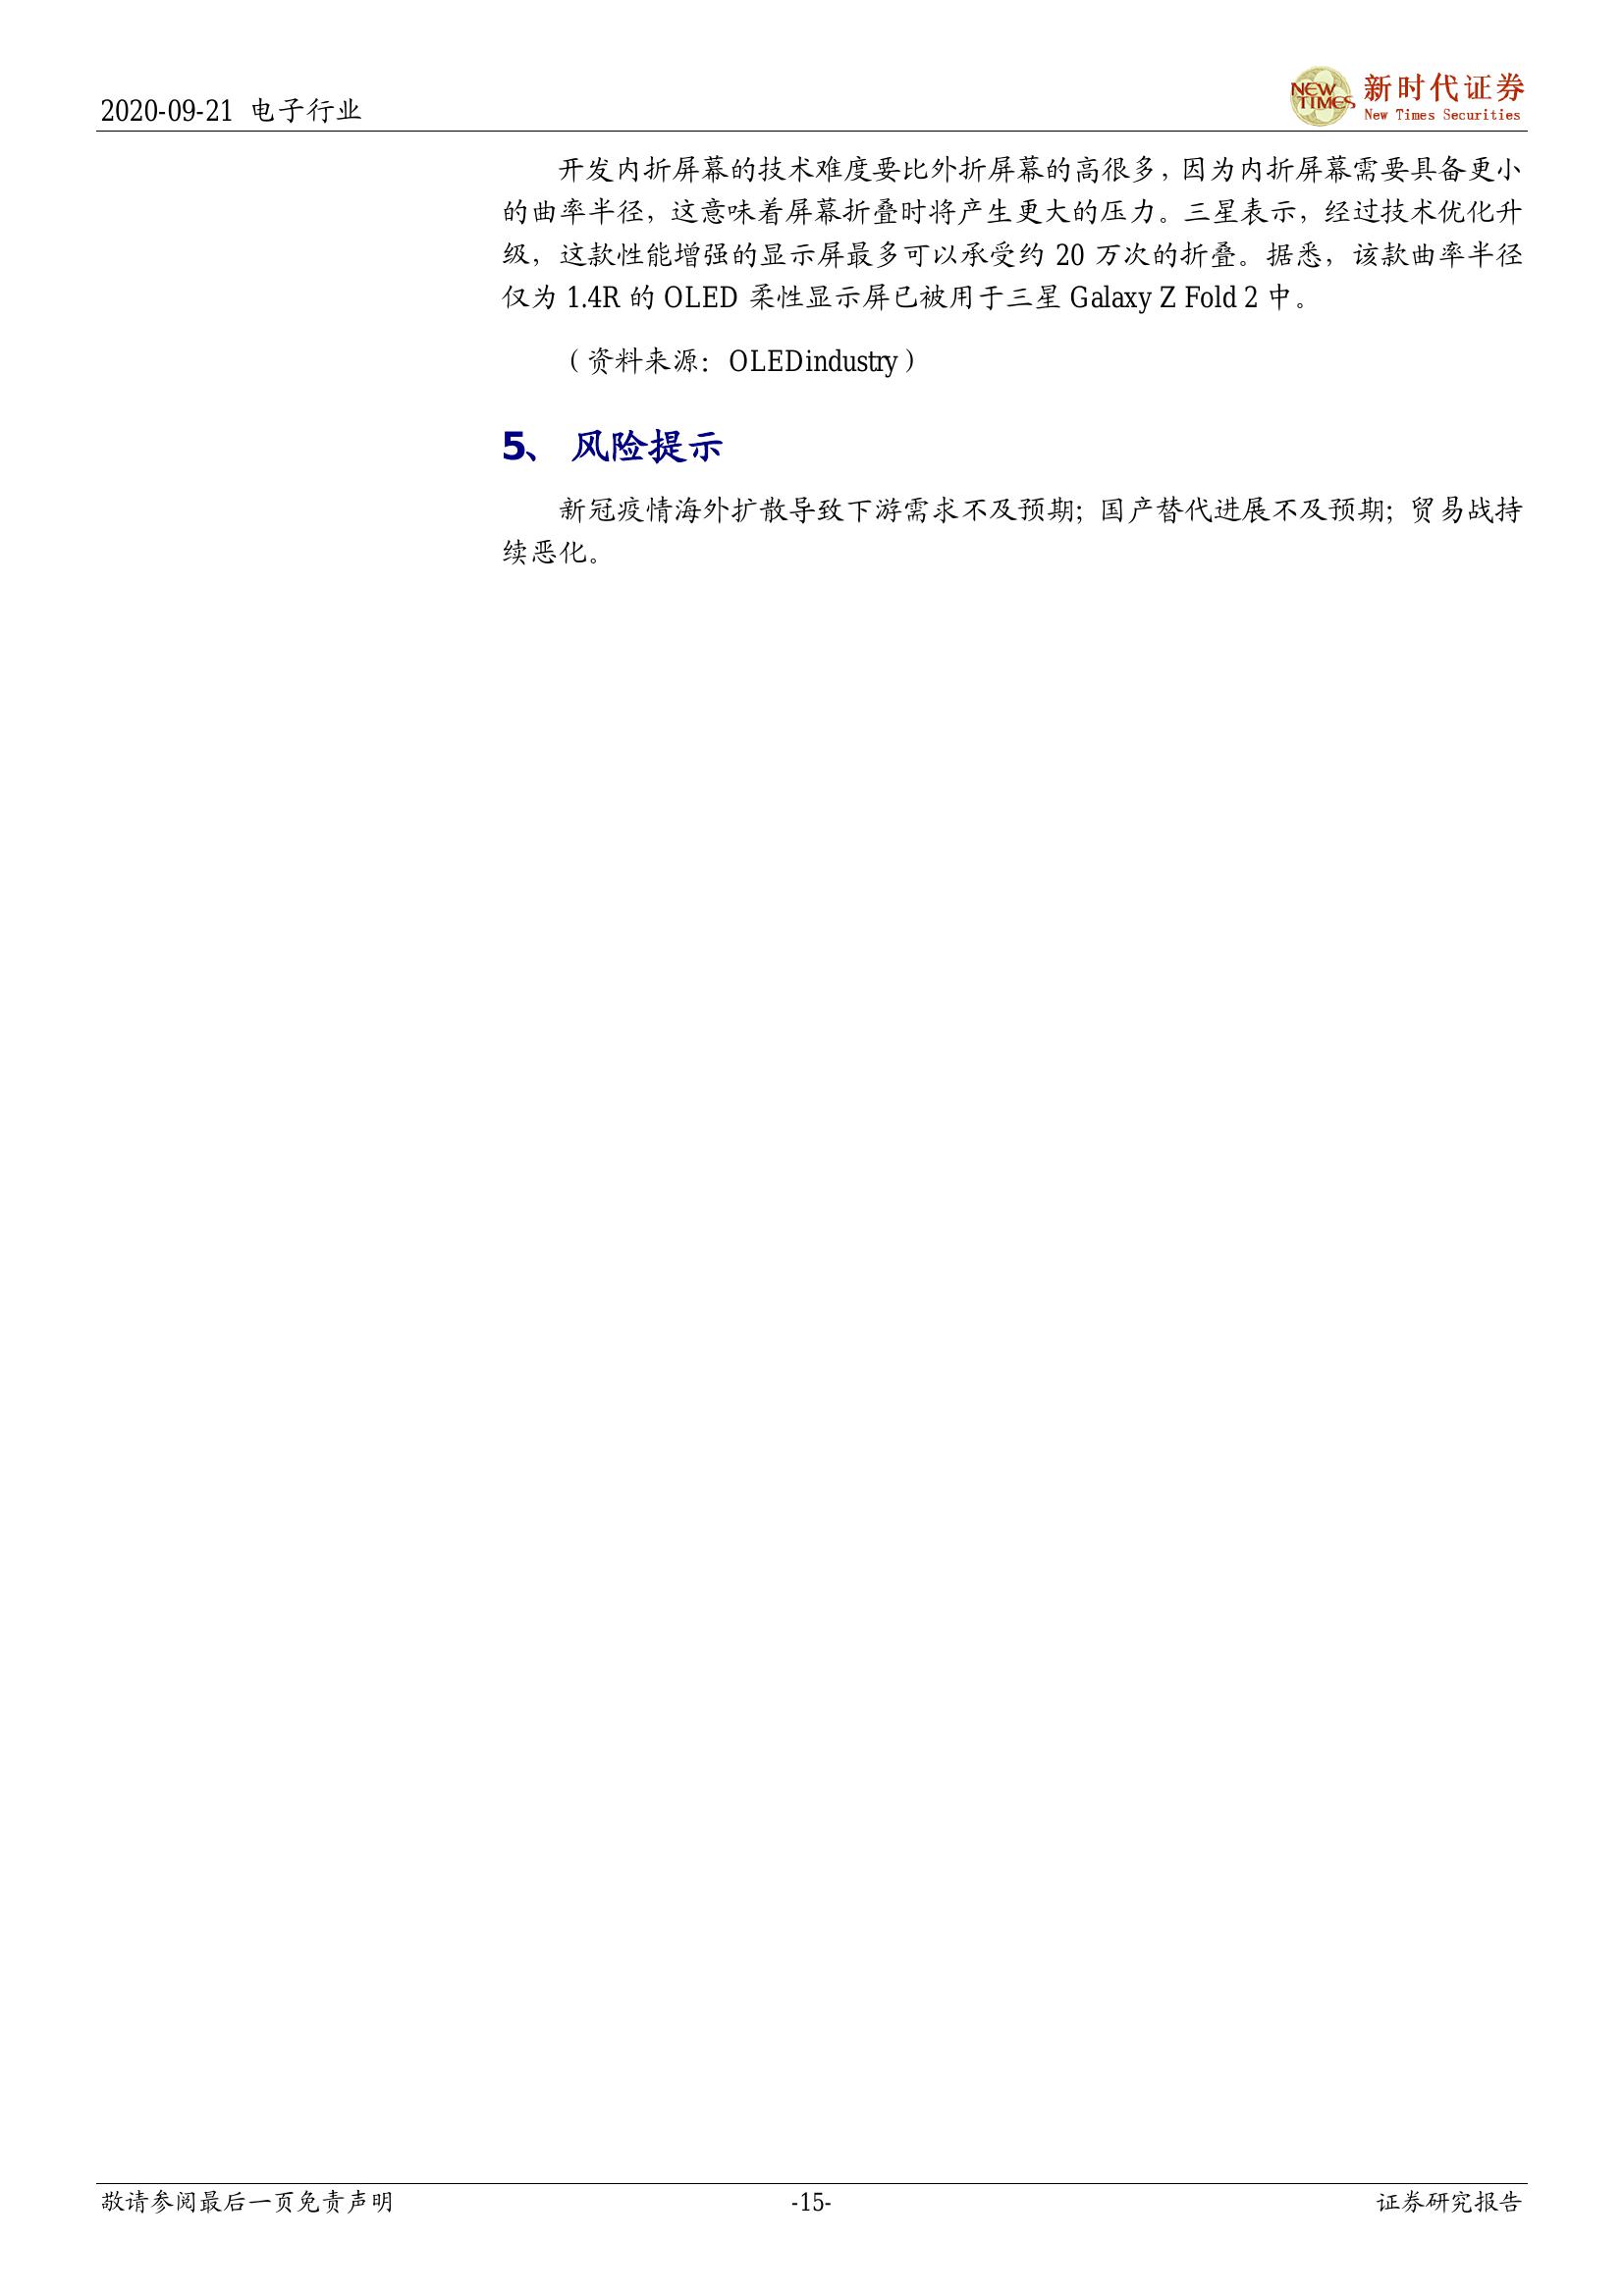 2020-09-21 电子行业
NEW TIMES 新时代证券
New Times Securities
开发内折屏幕的技术难度要比外折屏幕的高很多，因为内折屏幕需要具备更小
的曲率半径，这意味着屏幕折叠时将产生更大的压力。三星表示，经过技术优化升
级，这款性能增强的显示屏最多可以承受约 20 万次的折叠。据悉，该款曲率半径
仅为 1.4R 的 OLED 柔性显示屏已被用于三星 Galaxy Z Fold 2 中。
（资料来源：OLEDindustry）
5、 风险提示
新冠疫情海外扩散导致下游需求不及预期；国产替代进展不及预期；贸易战持
续恶化。
敬请参阅最后一页免责声明 -15- 证券研究报告